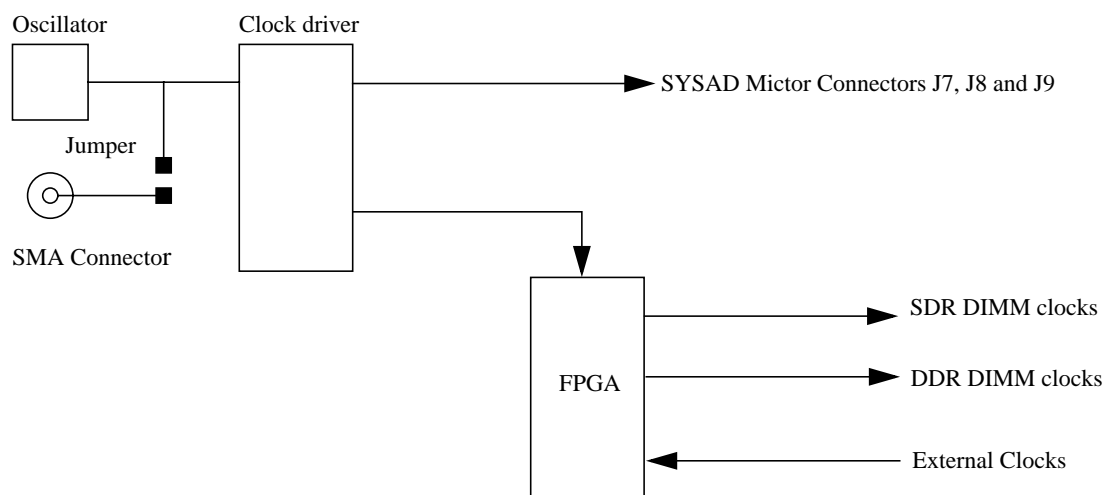 Oscillator
Clock driver
SYSAD Mictor Connectors J7, J8 and J9
Jumper
SMA Connector
SDR DIMM clocks
FPGA
DDR DIMM clocks
External Clocks